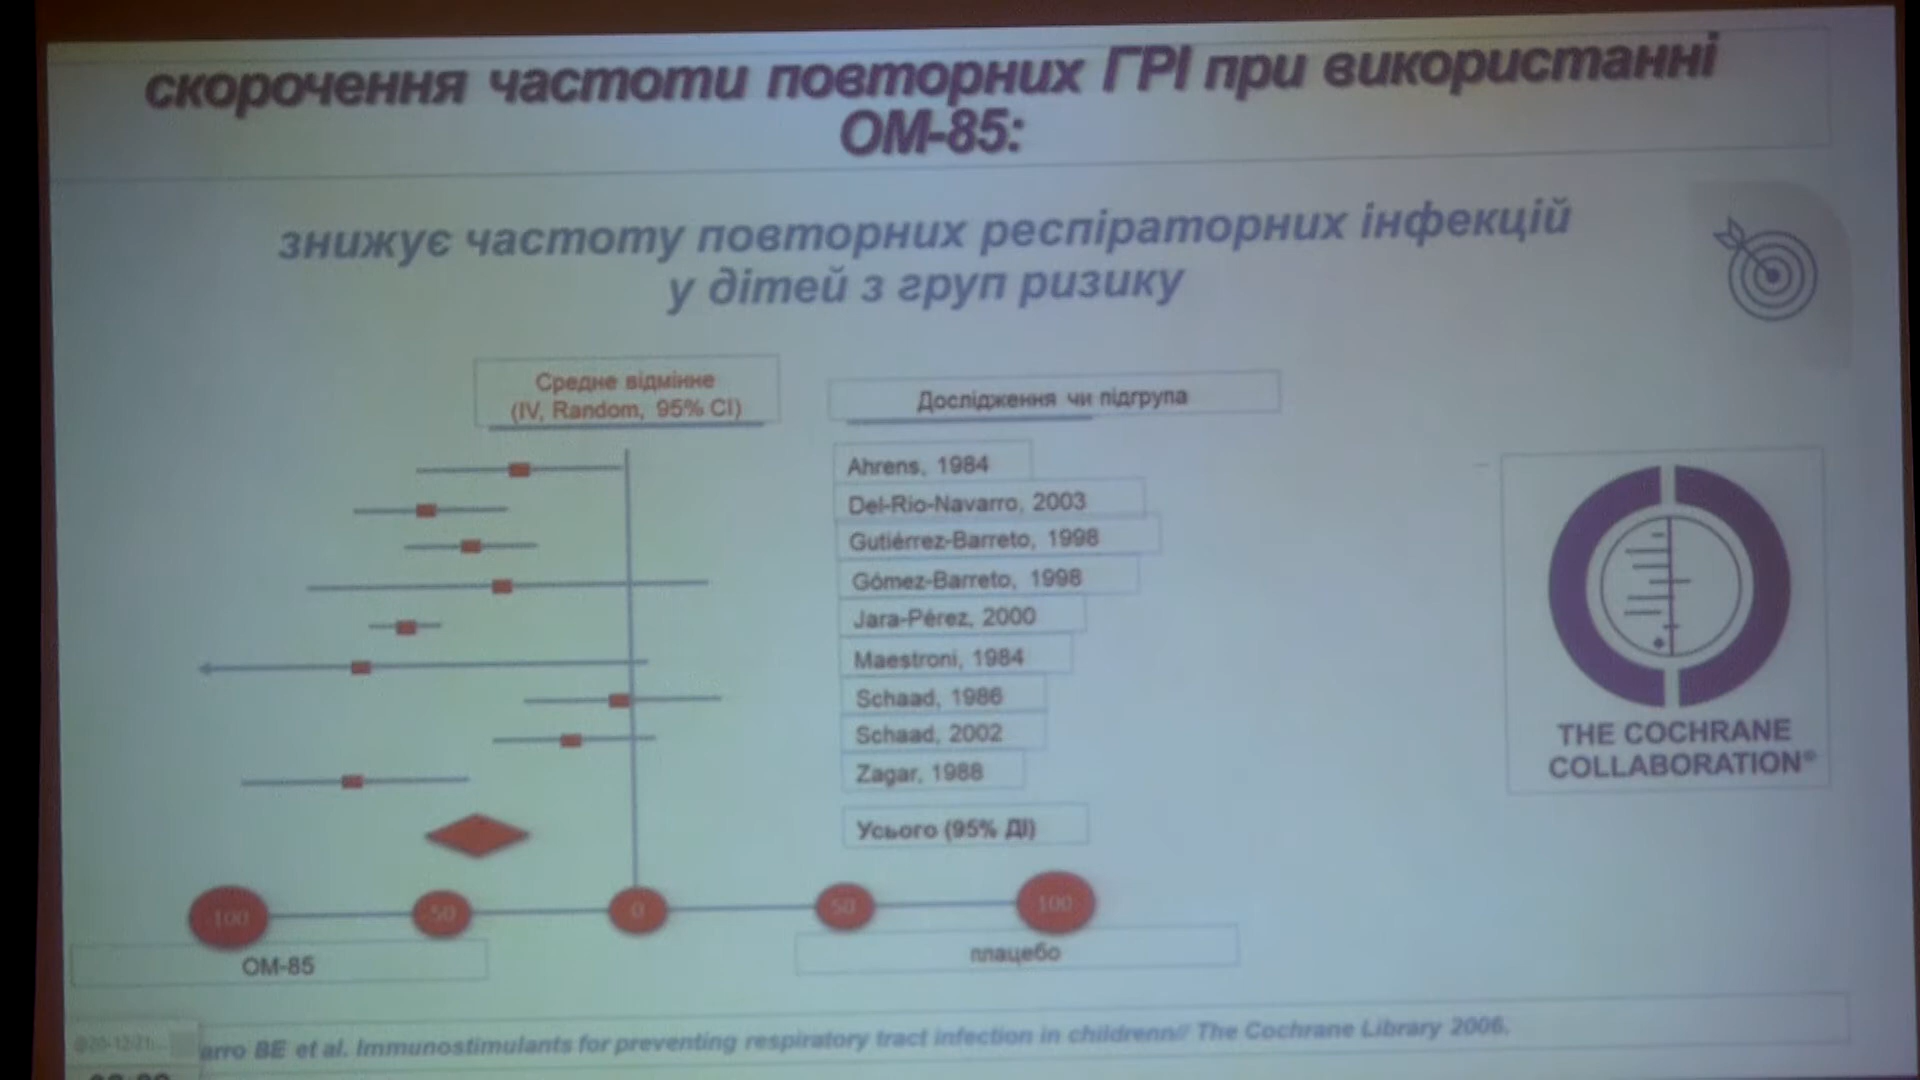 скорочення частоти повторних ГРІ при використанні
ОМ-85:
знижує частоту повторних респіраторних інфекцій
у дітей з груп ризику
Средне відмінне
(IV, Random, 95% CI)
Дослідження чи підгрупа
Ahrens, 1984
Del-Rio-Navarro, 2003
Gutiérrez-Barreto, 1998
Gómez-Barreto, 1998
Jara-Pérez, 2000
Maestroni, 1984
Schaad, 1986
Schaad, 2002
Zagar, 1988
Усього (95% ДІ)
-100 -50 0 50 100
ОМ-85
плацебо
THE COCHRANE
COLLABORATION®
arro BE et al. Immunostimulants for preventing respiratory tract infection in childrenn// The Cochrane Library 2006.